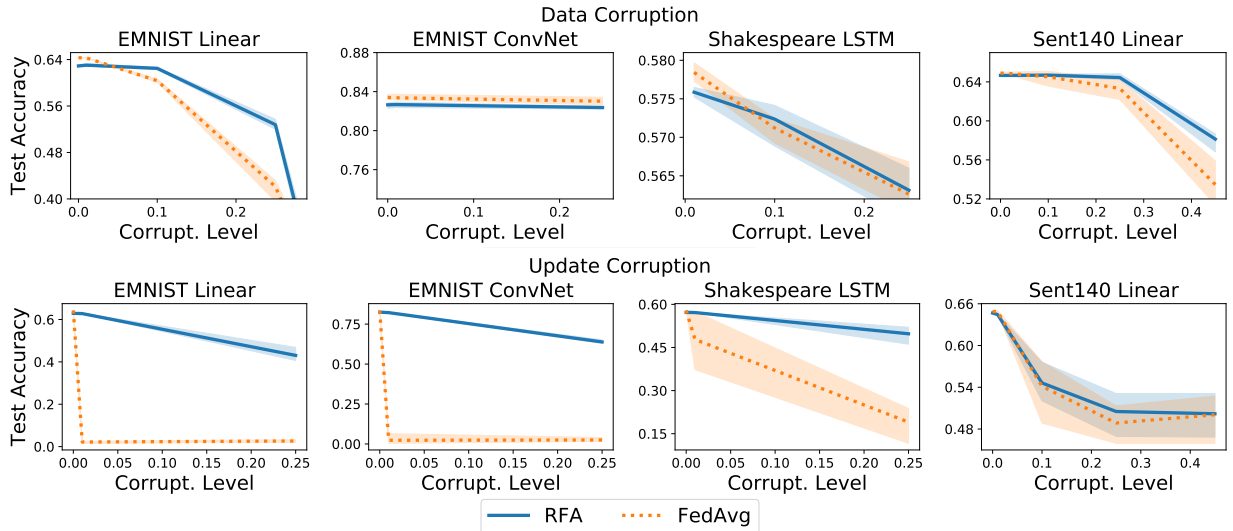 Data Corruption
EMNIST Linear EMNIST ConvNet Shakespeare LSTM Sent140 Linear
Test Accuracy
0.64 0.56 0.48 0.40
0.0 0.1 0.2
Corrupt. Level
0.88 0.84 0.80 0.76
0.0 0.1 0.2
Corrupt. Level
0.580 0.575 0.570 0.565
0.0 0.1 0.2
Corrupt. Level
0.64 0.60 0.56 0.52
0.0 0.1 0.2 0.3 0.4
Corrupt. Level
Update Corruption
EMNIST Linear EMNIST ConvNet Shakespeare LSTM Sent140 Linear
Test Accuracy
0.6 0.4 0.2 0.0
0.00 0.05 0.10 0.15 0.20 0.25
Corrupt. Level
0.75 0.50 0.25 0.00
0.00 0.05 0.10 0.15 0.20 0.25
Corrupt. Level
0.60 0.45 0.30 0.15
0.00 0.05 0.10 0.15 0.20 0.25
Corrupt. Level
0.66 0.60 0.54 0.48
0.0 0.1 0.2 0.3 0.4
Corrupt. Level
RFA FedAvg